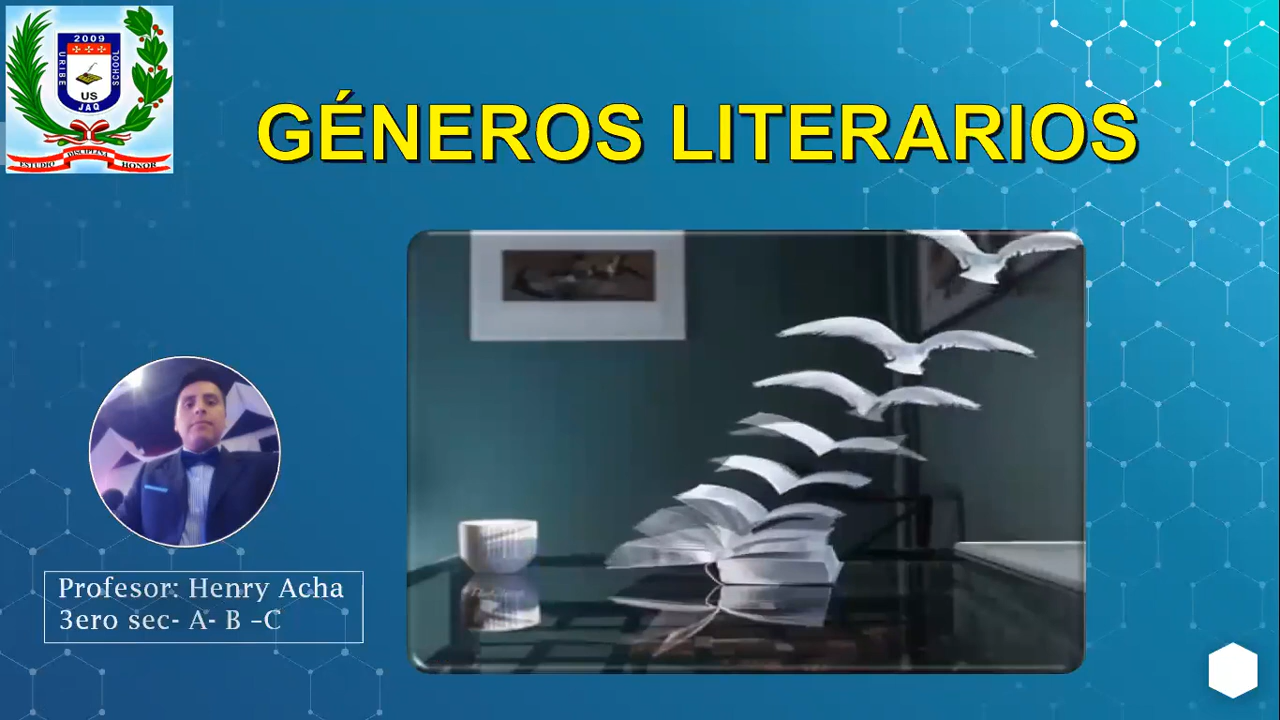 2009
URIBE
SCHOOL
US
JAQ
ESTUDIO
DISCIPLINA
HONOR
GÉNEROS LITERARIOS
Profesor: Henry Acha
3ero sec- A- B –C